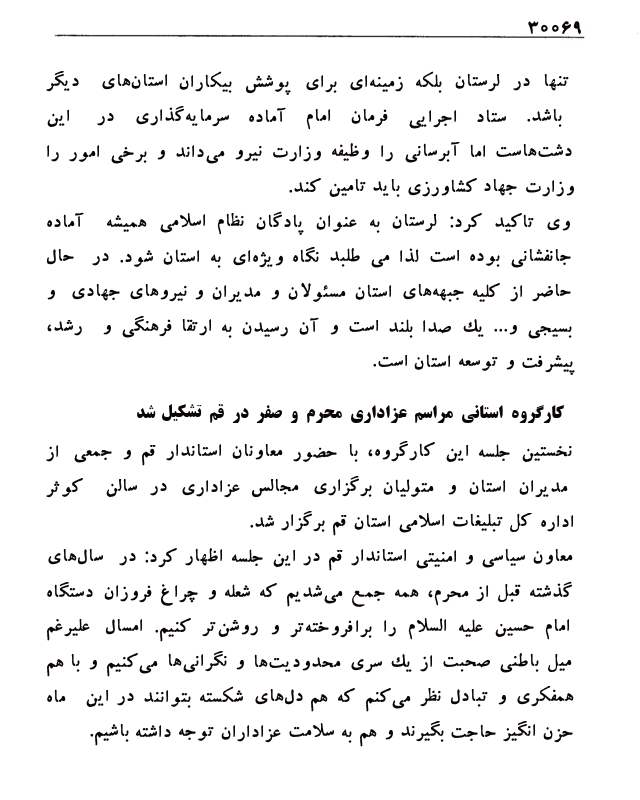 ۳۰۰۶۹
تنها در لرستان بلکه زمینه‌ای برای پوشش بیکاران استان‌های دیگر
باشد. ستاد اجرایی فرمان امام آماده سرمایه‌گذاری در این
دشت‌هاست اما آبرسانی را وظیفه وزارت نیرو می‌داند و برخی امور را
وزارت جهاد کشاورزی باید تامین کند.
وی تاکید کرد: لرستان به عنوان پادگان نظام اسلامی همیشه آماده
جانفشانی بوده است لذا می طلبد نگاه ویژه‌ای به استان شود. در حال
حاضر از کلیه جبهه‌های استان مسئولان و مدیران و نیروهای جهادی و
بسیجی و... یك صدا بلند است و آن رسیدن به ارتقا فرهنگی و رشد،
پیشرفت و توسعه استان است.
کارگروه استانی مراسم عزاداری محرم و صفر در قم تشکیل شد
نخستین جلسه این کارگروه، با حضور معاونان استاندار قم و جمعی از
مدیران استان و متولیان برگزاری مجالس عزاداری در سالن کوثر
اداره کل تبلیغات اسلامی استان قم برگزار شد.
معاون سیاسی و امنیتی استاندار قم در این جلسه اظهار کرد: در سال‌های
گذشته قبل از محرم، همه جمع می‌شدیم که شعله و چراغ فروزان دستگاه
امام حسین علیه السلام را برافروخته‌تر و روشن‌تر کنیم. امسال علیرغم
میل باطنی صحبت از یك سری محدودیت‌ها و نگرانی‌ها می‌کنیم و با هم
همفکری و تبادل نظر می‌کنم که هم دل‌های شکسته بتوانند در این ماه
حزن انگیز حاجت بگیرند و هم به سلامت عزاداران توجه داشته باشیم.